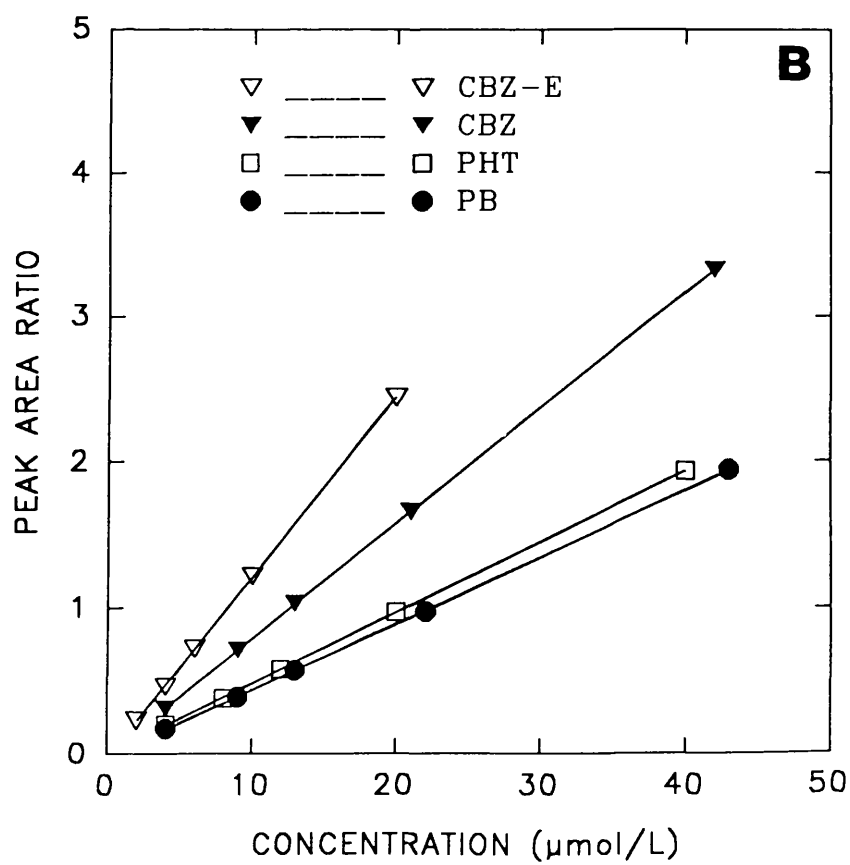 B
CBZ-E
CBZ
PHT
PB
PEAK AREA RATIO
5
4
3
2
1
0
0 10 20 30 40 50
CONCENTRATION (μmol/L)